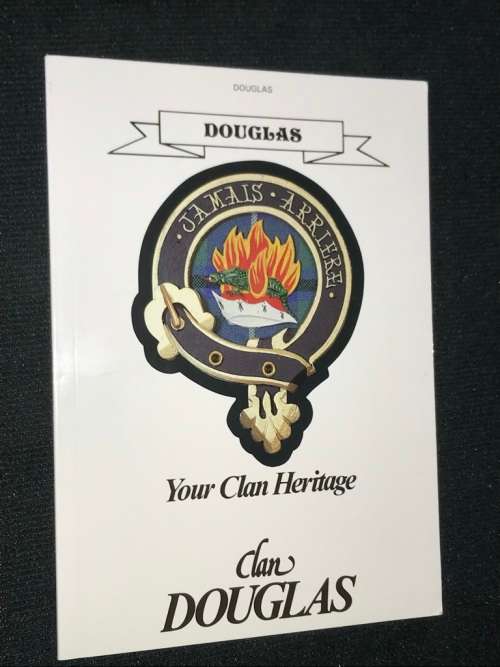 DOUGLAS
DOUGLAS
· JAMAIS · ARRIERE ·
Your Clan Heritage
Clan
DOUGLAS